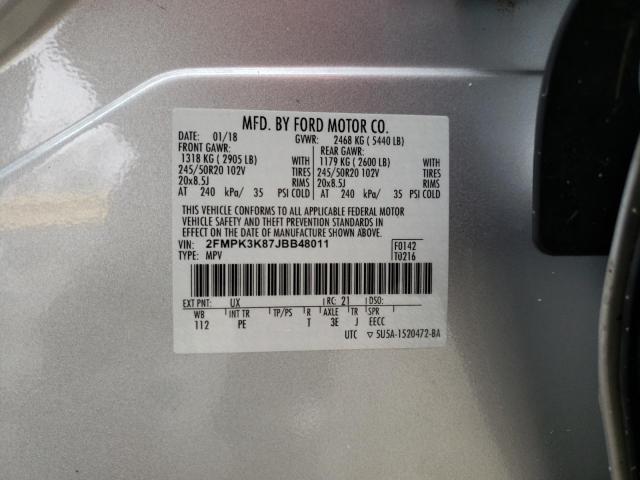 MFD. BY FORD MOTOR CO.
DATE: 01/18 GVWR: 2468 KG ( 5440 LB)
FRONT GAWR: REAR GAWR:
1318 KG ( 2905 LB) WITH 1179 KG ( 2600 LB) WITH
245/50R20 102V TIRES 245/50R20 102V TIRES
20x8.5J RIMS 20x8.5J RIMS
AT 240 kPa/ 35 PSI COLD AT 240 kPa/ 35 PSI COLD
THIS VEHICLE CONFORMS TO ALL APPLICABLE FEDERAL MOTOR
VEHICLE SAFETY AND THEFT PREVENTION STANDARDS IN
EFFECT ON THE DATE OF MANUFACTURE SHOWN ABOVE.
VIN: 2FMPK3K87JBB48011 F0142
TYPE: MPV T0216
EXT PNT: UX RC: 21 DSO:
WB INT TR TP/PS R AXLE TR SPR
112 PE T 3E J EECC
UTC ▽ 5U5A-1520472-BA